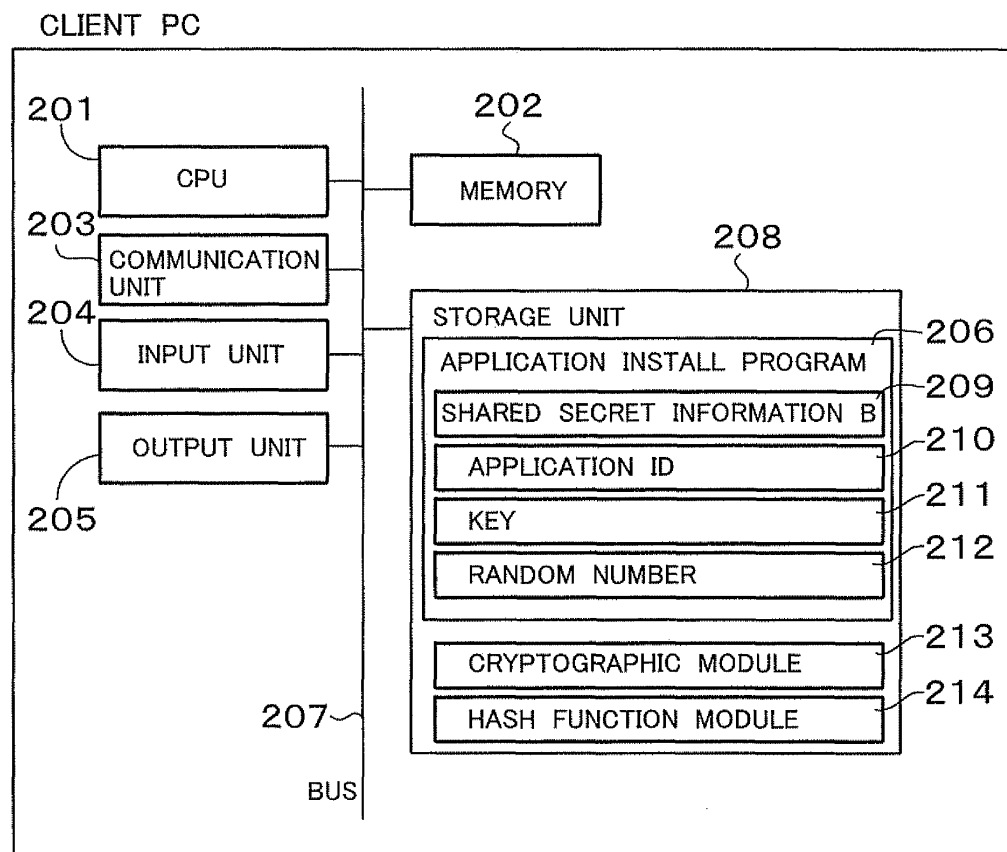 CLIENT PC
201
CPU
202
MEMORY
203
COMMUNICATION
UNIT
204
INPUT UNIT
205
OUTPUT UNIT
208
STORAGE UNIT
206
APPLICATION INSTALL PROGRAM
209
SHARED SECRET INFORMATION B
210
APPLICATION ID
211
KEY
212
RANDOM NUMBER
213
CRYPTOGRAPHIC MODULE
214
HASH FUNCTION MODULE
207
BUS